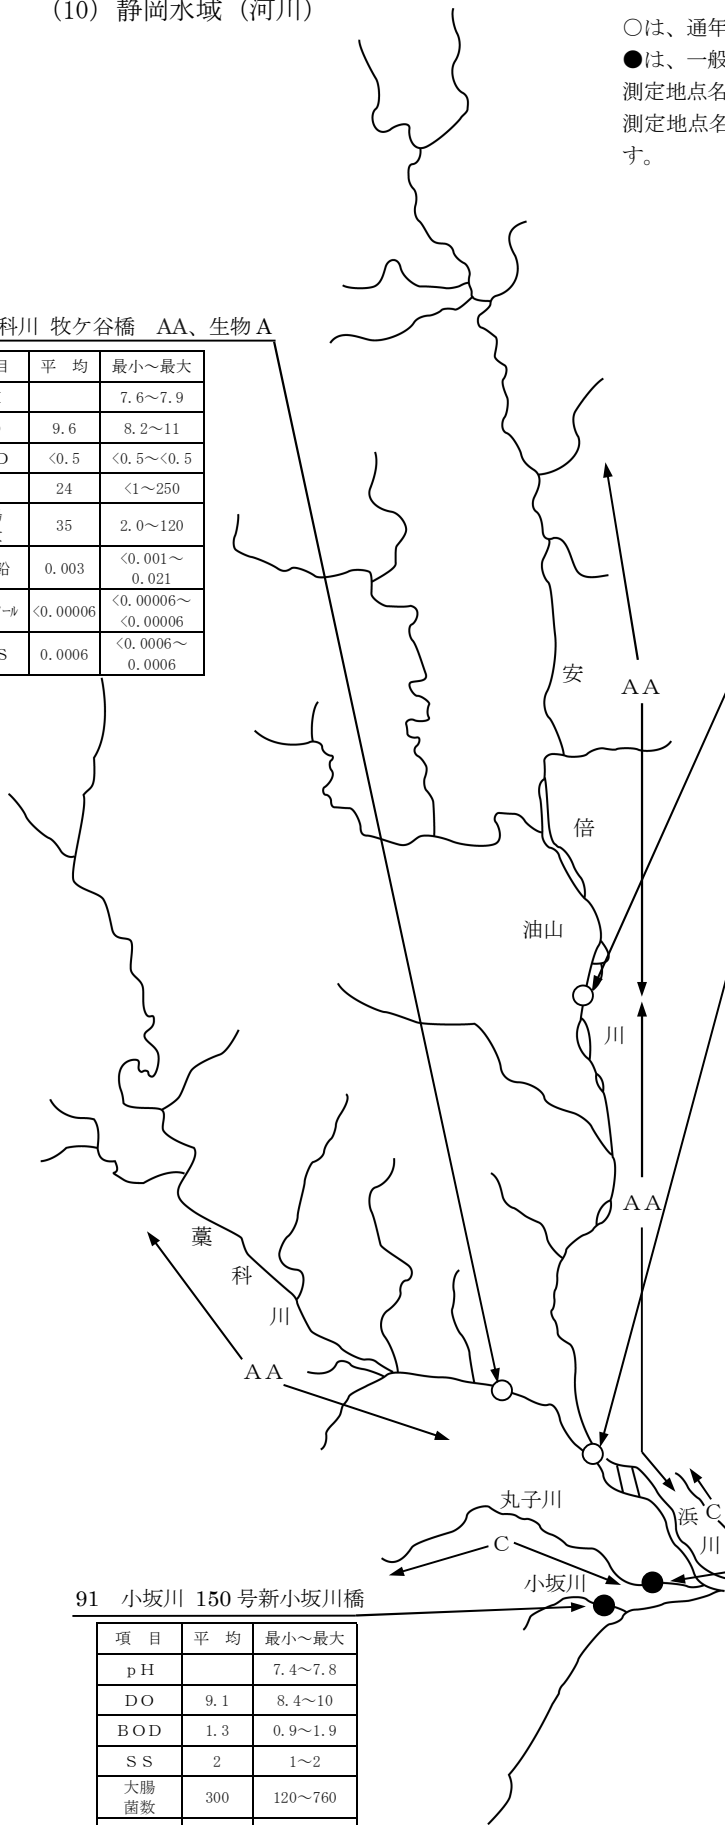 (10) 静岡水域（河川）
○は、通年
●は、一般
測定地点名
測定地点名
す。
科川 牧ケ谷橋　AA、生物A
目 平　均 最小～最大
7.6～7.9
9.6 8.2～11
D <0.5 <0.5～<0.5
24 <1～250
35 2.0～120
鉛 0.003 <0.001～
0.021
ール <0.00006 <0.00006～
<0.00006
S 0.0006 <0.0006～
0.0006
安
AA
倍
油山
川
AA
藁
科
川
AA
丸子川
浜
C
川
C
小坂川
91　小坂川 150号新小坂川橋
項　目 平　均 最小～最大
pH 7.4～7.8
DO 9.1 8.4～10
BOD 1.3 0.9～1.9
SS 2 1～2
大腸
菌数 300 120～760